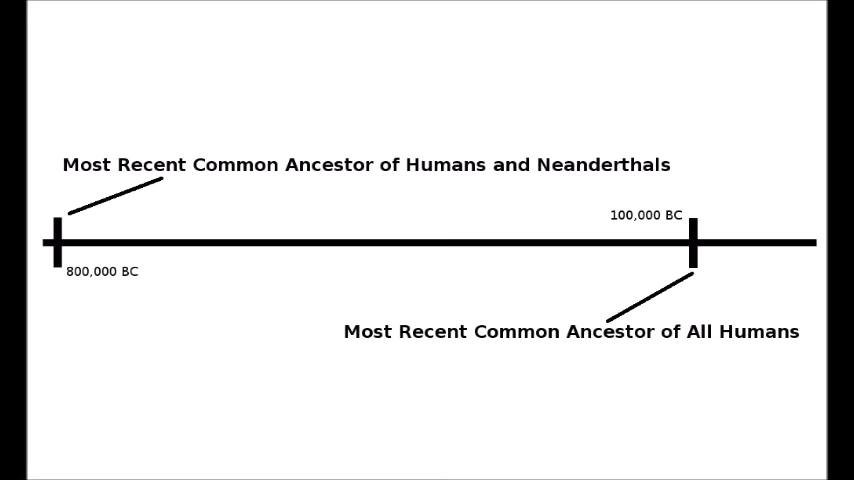 Most Recent Common Ancestor of Humans and Neanderthals
100,000 BC
800,000 BC
Most Recent Common Ancestor of All Humans